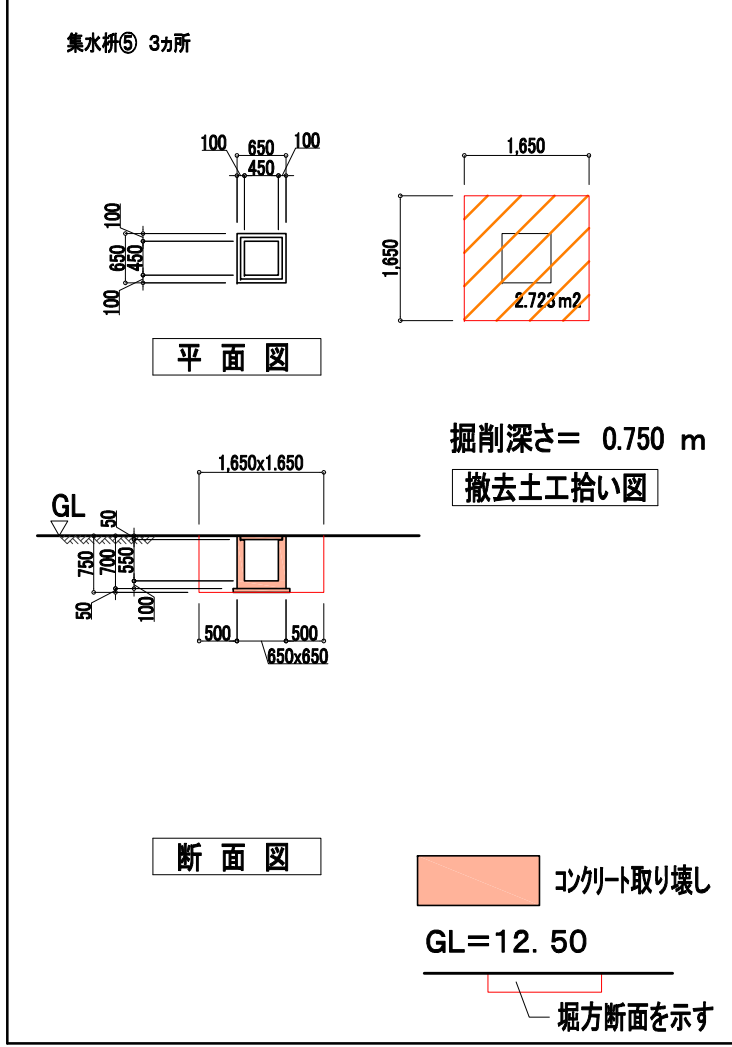 集水枡⑤ 3ヵ所
100 650 100
450
100
650
450
100
平面図
1,650
1,650
2.723m2
掘削深さ＝ 0.750 m
撤去土工拾い図
1,650x1.650
GL
50
750
700
550
50
100
500 500
650x650
断面図
コンクリート取り壊し
GL＝12. 50
堀方断面を示す